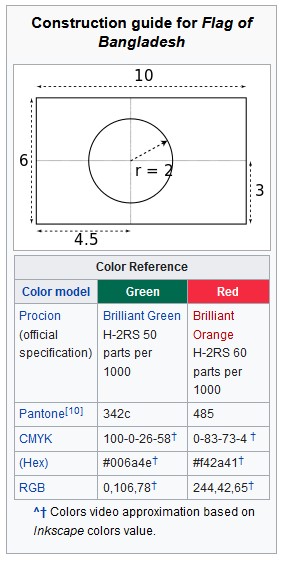 Construction guide for Flag of
Bangladesh
10
6
r = 2
3
4.5
Color Reference
Color model Green Red
Procion (official specification) Brilliant Green H-2RS 50 parts per 1000 Brilliant Orange H-2RS 60 parts per 1000
Pantone[10] 342c 485
CMYK 100-0-26-58† 0-83-73-4 †
(Hex) #006a4e† #f42a41†
RGB 0,106,78† 244,42,65†
^† Colors video approximation based on
Inkscape colors value.